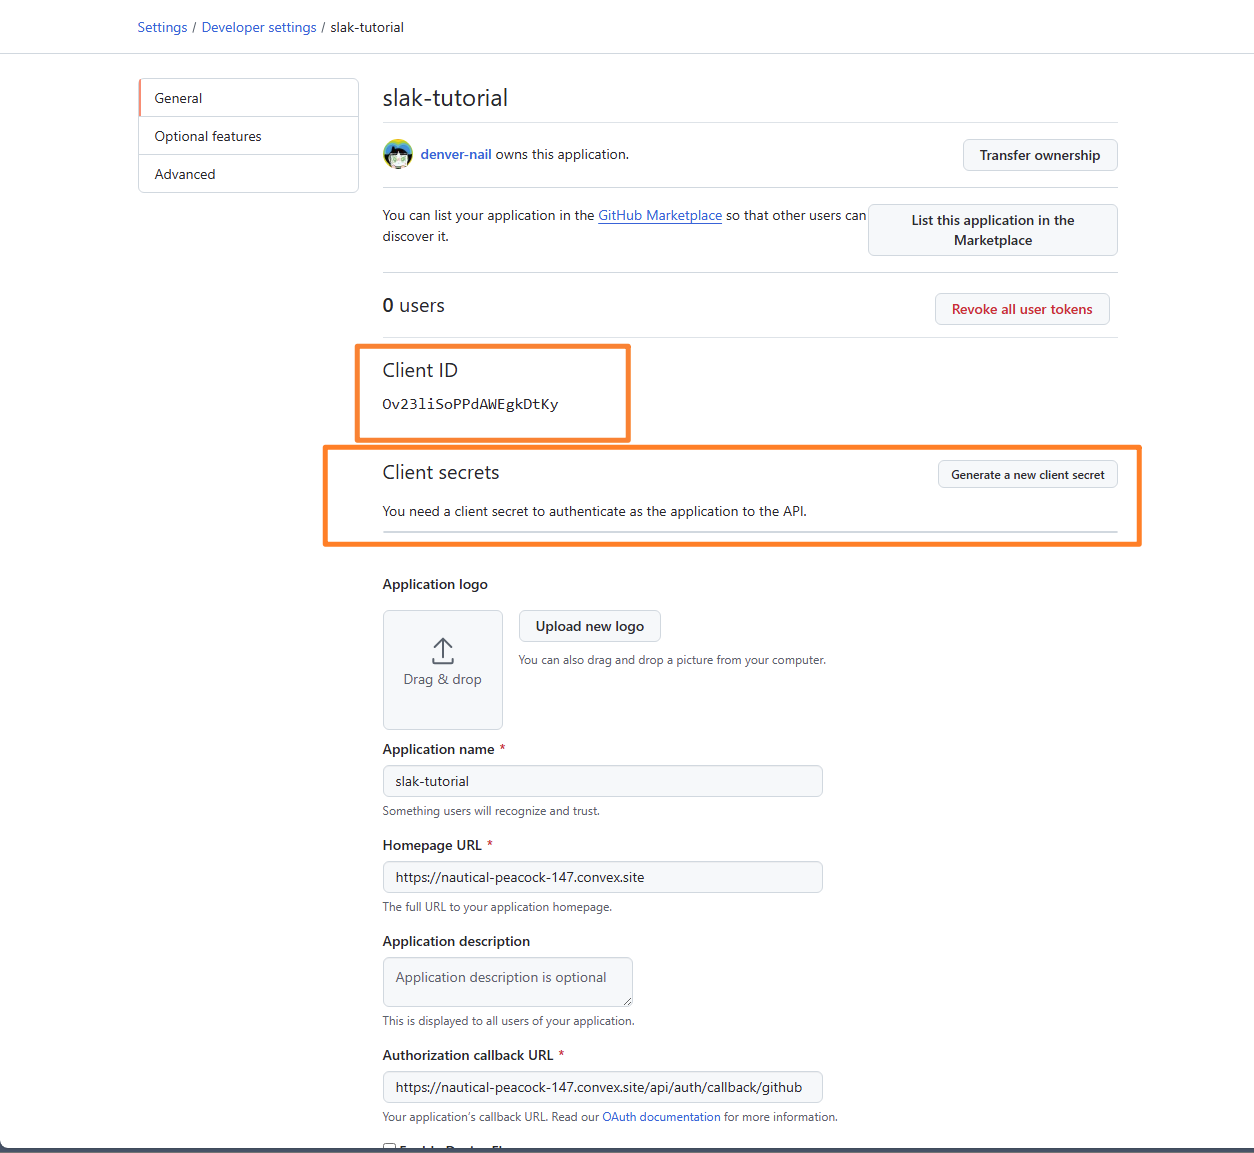 Settings / Developer settings / slak-tutorial
General
Optional features
Advanced
slak-tutorial
denver-nail owns this application.
Transfer ownership
You can list your application in the GitHub Marketplace so that other users can
discover it.
List this application in the
Marketplace
0 users
Revoke all user tokens
Client ID
Ov23liSoPPdAWEgkDtKy
Client secrets
Generate a new client secret
You need a client secret to authenticate as the application to the API.
Application logo
Drag & drop
Upload new logo
You can also drag and drop a picture from your computer.
Application name *
slak-tutorial
Something users will recognize and trust.
Homepage URL *
https://nautical-peacock-147.convex.site
The full URL to your application homepage.
Application description
Application description is optional
This is displayed to all users of your application.
Authorization callback URL *
https://nautical-peacock-147.convex.site/api/auth/callback/github
Your application's callback URL. Read our OAuth documentation for more information.